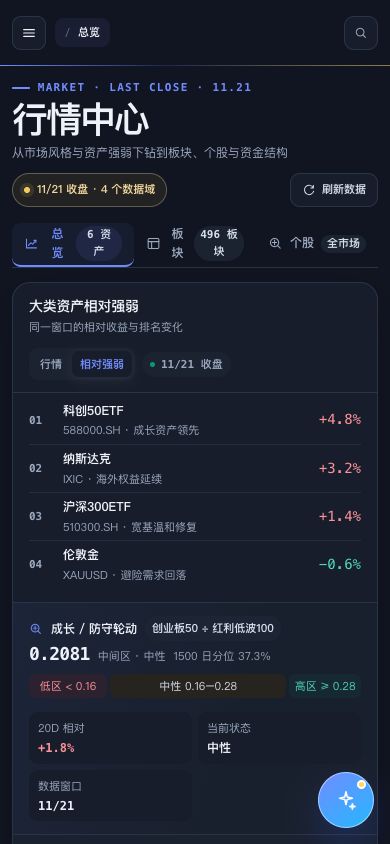 / 总览
MARKET · LAST CLOSE · 11.21
行情中心
从市场风格与资产强弱下钻到板块、个股与资金结构
11/21 收盘 · 4 个数据域
刷新数据
总览 6 资产
板块 496 板块
个股 全市场
大类资产相对强弱
同一窗口的相对收益与排名变化
行情 相对强弱 11/21 收盘
01 科创50ETF +4.8%
588000.SH · 成长资产领先
02 纳斯达克 +3.2%
IXIC · 海外权益延续
03 沪深300ETF +1.4%
510300.SH · 宽基温和修复
04 伦敦金 −0.6%
XAUUSD · 避险需求回落
成长 / 防守轮动 创业板50 ÷ 红利低波100
0.2081 中间区 · 中性 1500 日分位 37.3%
低区 < 0.16 中性 0.16—0.28 高区 ≥ 0.28
20D 相对
+1.8%
当前状态
中性
数据窗口
11/21